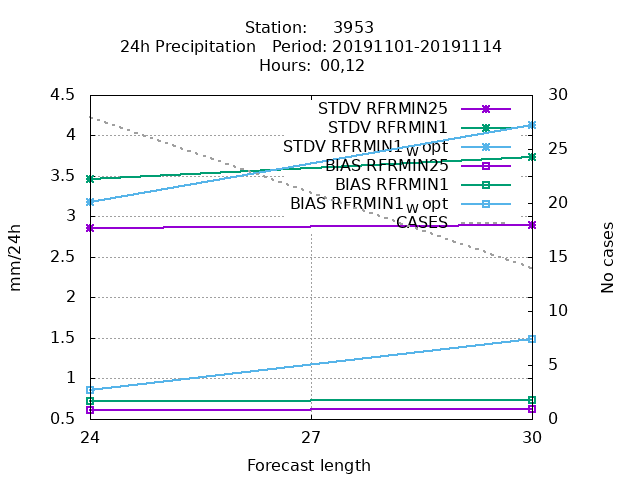 Station: 3953
24h Precipitation Period: 20191101-20191114
Hours: 00,12
4.5
4
3.5
3
2.5
2
1.5
1
0.5
30
25
20
15
10
5
0
STDV RFRMIN25
STDV RFRMIN1
STDV RFRMIN1w opt
BIAS RFRMIN25
BIAS RFRMIN1
BIAS RFRMIN1w opt
CASES
mm/24h
No cases
24 27 30
Forecast length